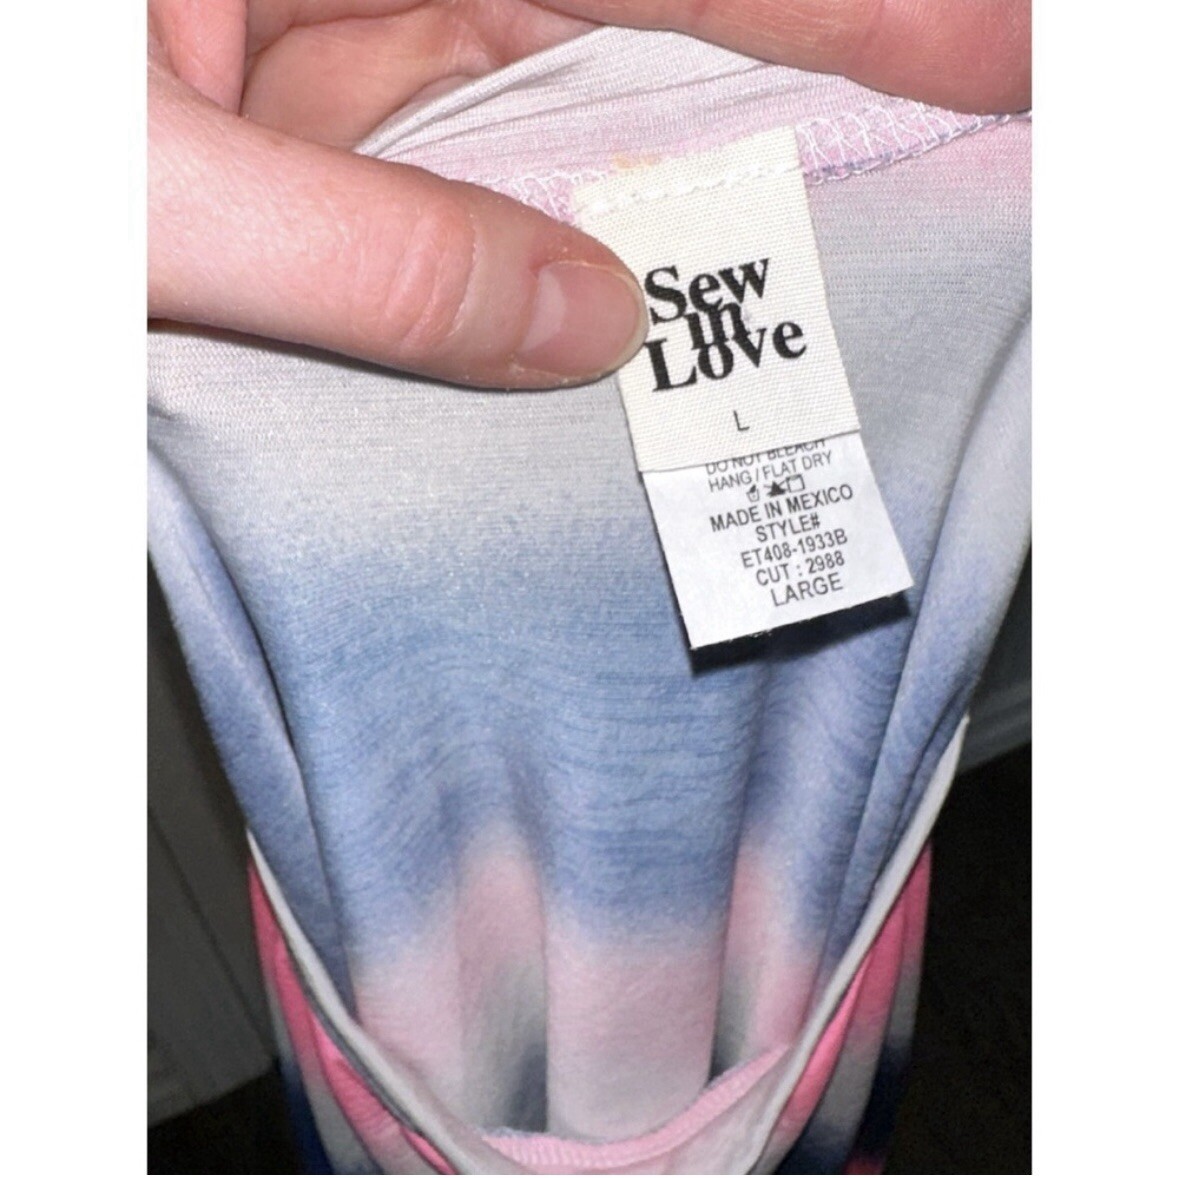 Sew
in
Love
L
DO NOT BLEACH
HANG / FLAT DRY
MADE IN MEXICO
STYLE#
ET408-1933B
CUT : 2988
LARGE